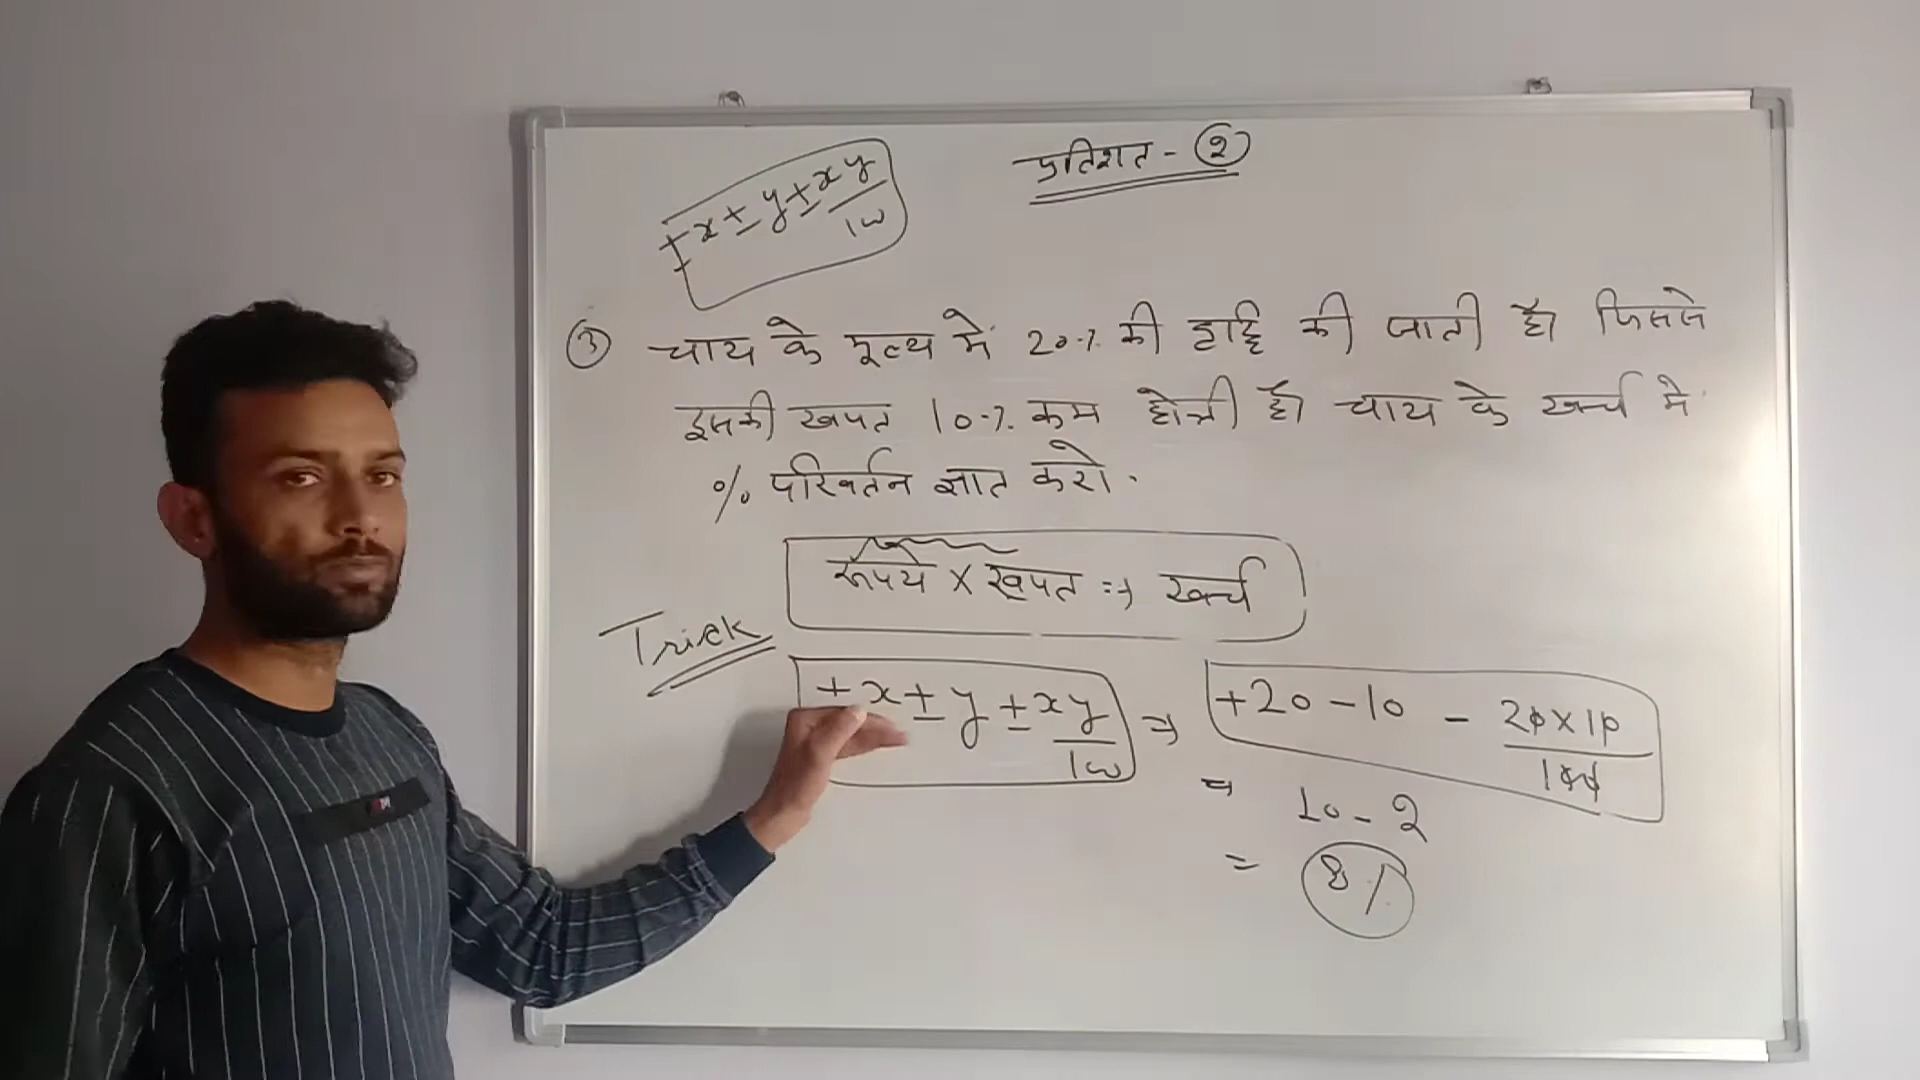 प्रतिशत - ②
± x ± y ± xy/100
③ चाय के मूल्य में 20% की वृद्धि की जाती है। जिससे
इसकी खपत 10% कम होती है। चाय के खर्च में
% परिवर्तन ज्ञात करो.
रूपये × खपत => खर्च
Trick
± x ± y ± xy/100 => +20 - 10 - 20×10/100
= 10 - 2
= 8%